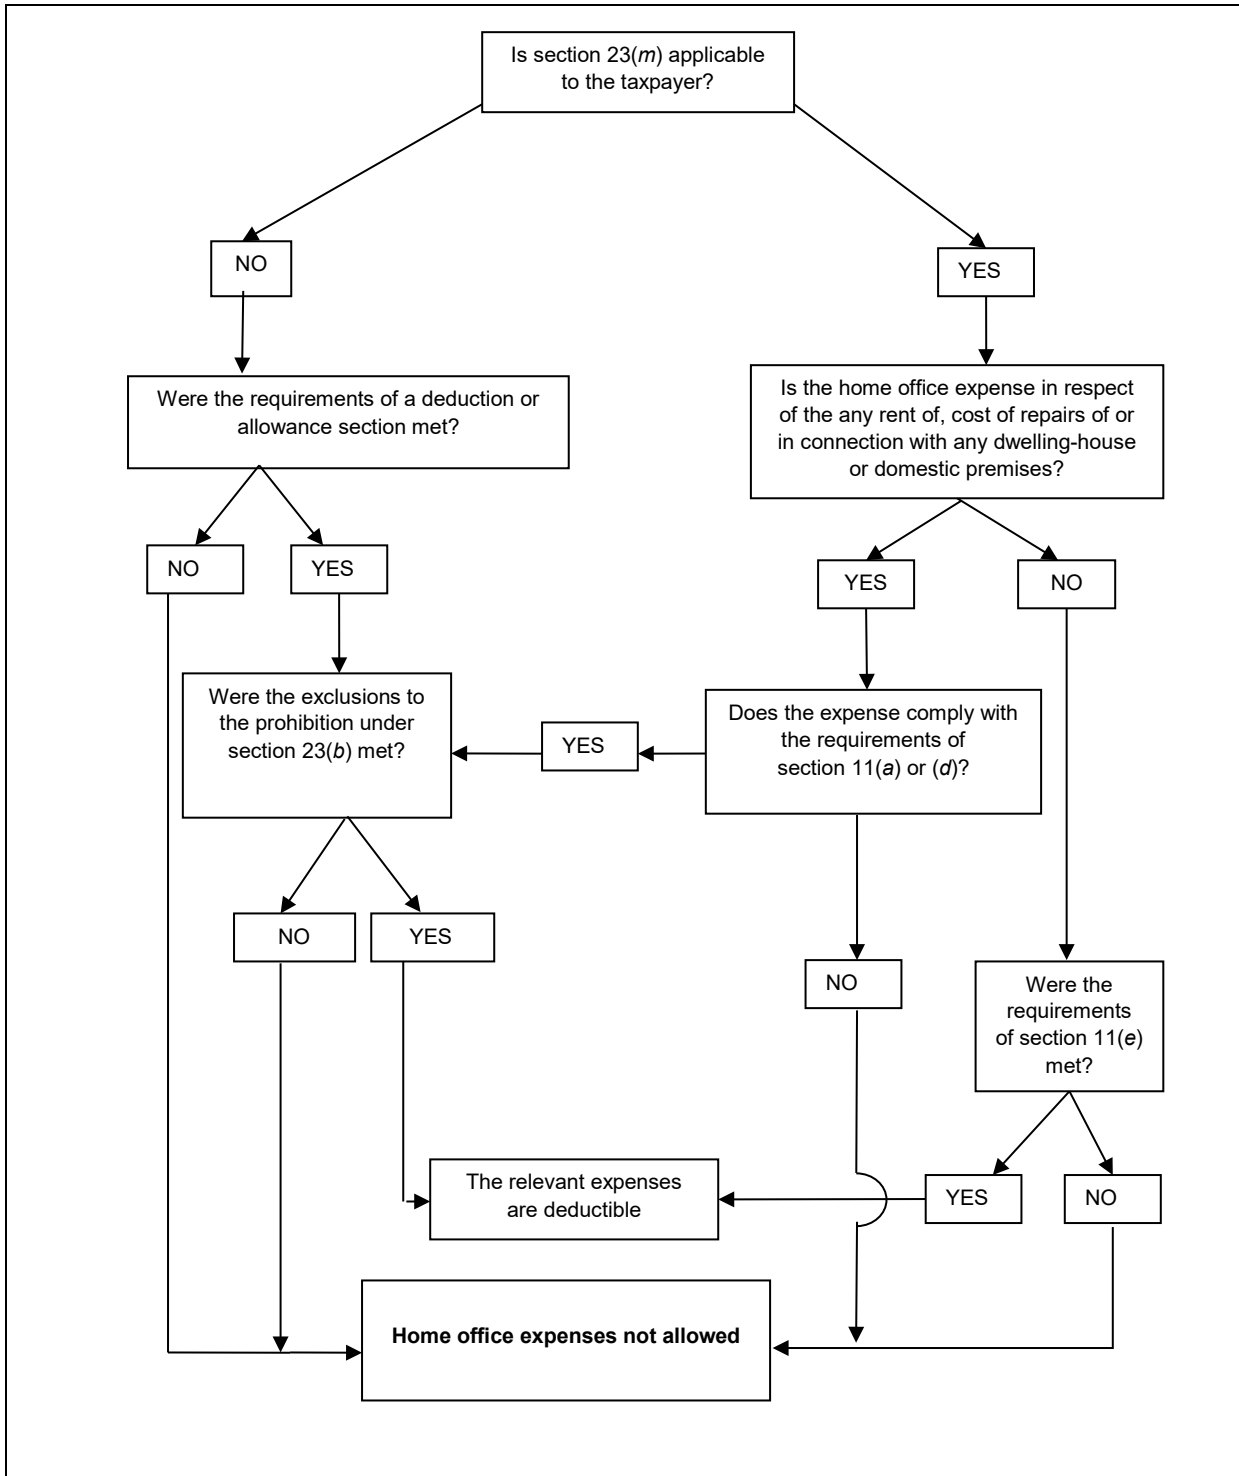 Is section 23(m) applicable
to the taxpayer?
NO
YES
Were the requirements of a deduction or
allowance section met?
Is the home office expense in respect
of the any rent of, cost of repairs of or
in connection with any dwelling-house
or domestic premises?
NO
YES
YES
NO
Were the exclusions to
the prohibition under
section 23(b) met?
YES
Does the expense comply with
the requirements of
section 11(a) or (d)?
NO
YES
NO
Were the
requirements
of section 11(e)
met?
The relevant expenses
are deductible
YES
NO
Home office expenses not allowed